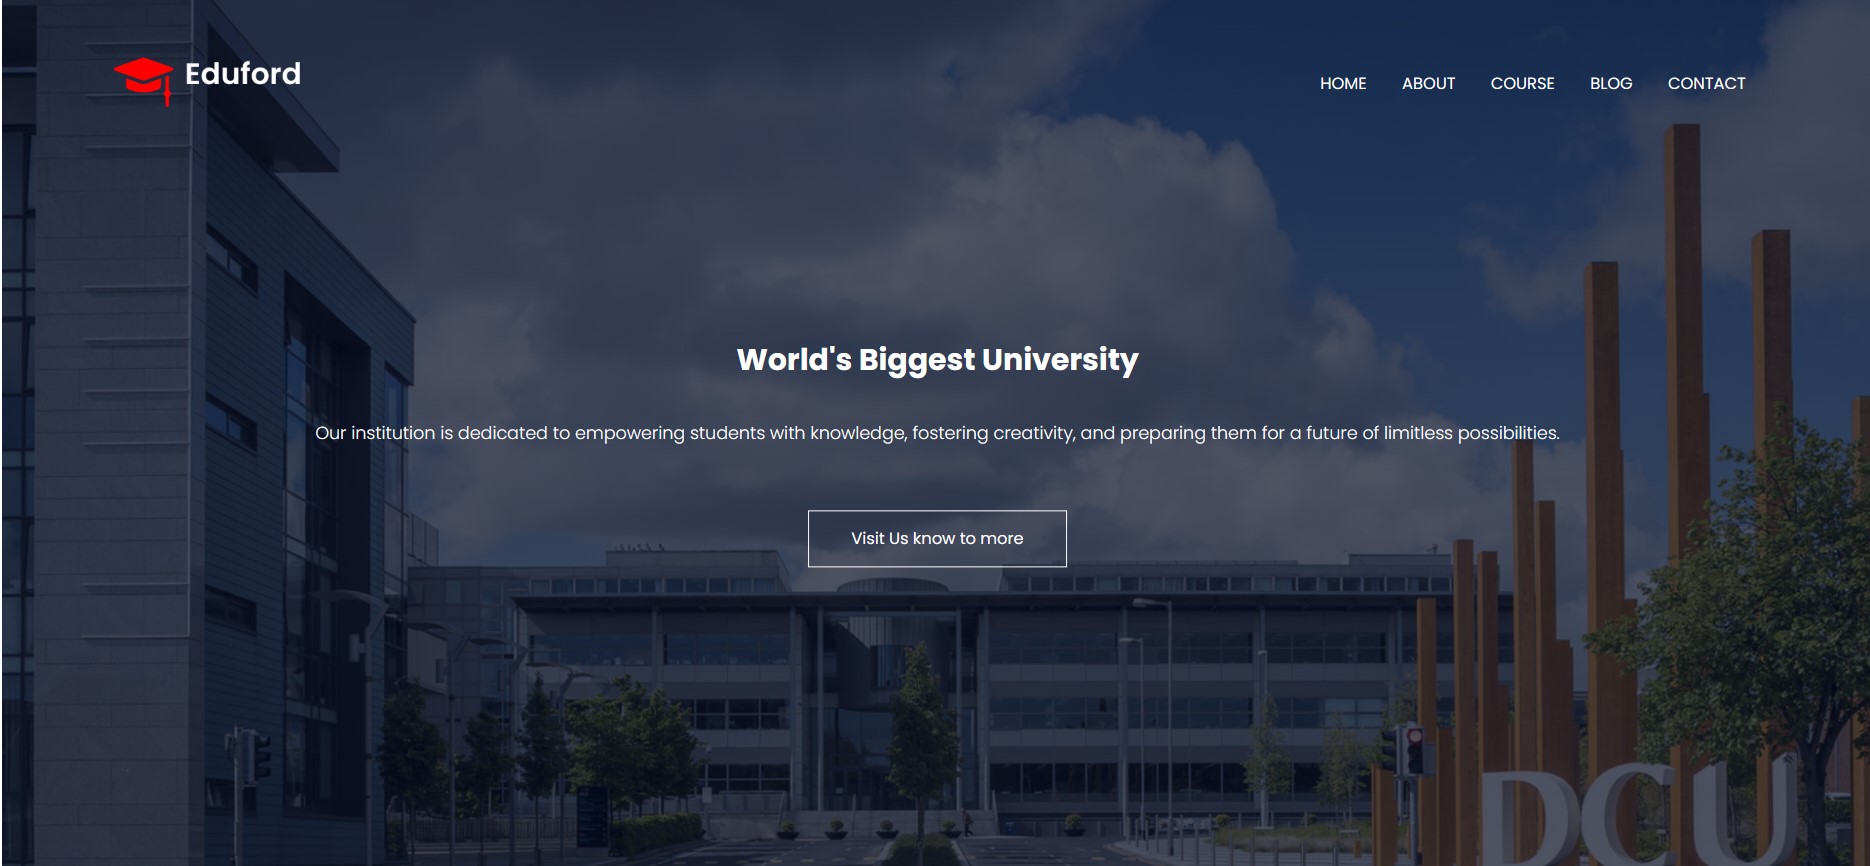 Eduford
HOME ABOUT COURSE BLOG CONTACT
World's Biggest University
Our institution is dedicated to empowering students with knowledge, fostering creativity, and preparing them for a future of limitless possibilities.
Visit Us know to more
DCU